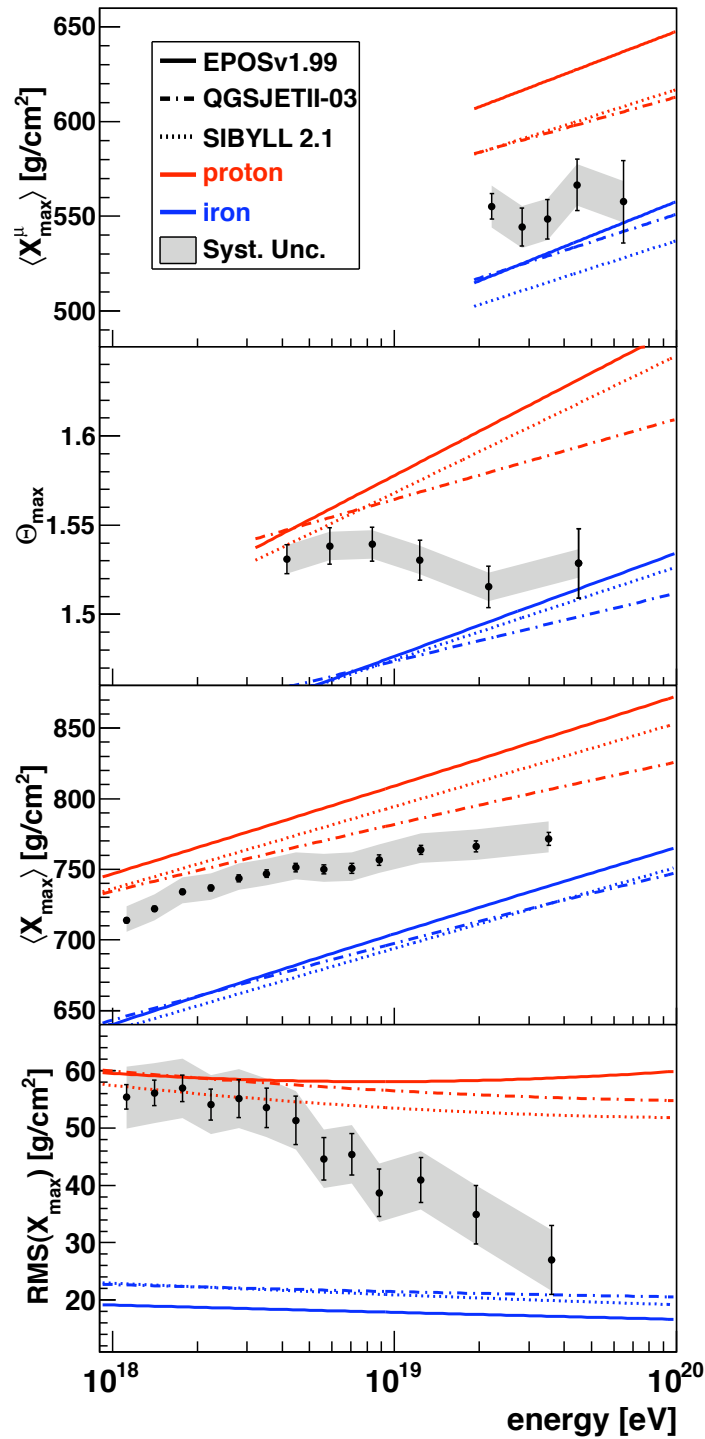 650
600
550
500
⟨X^μ_max⟩ [g/cm²]
EPOSv1.99
QGSJETII-03
SIBYLL 2.1
proton
iron
Syst. Unc.
1.6
1.55
1.5
Θ_max
850
800
750
700
650
⟨X_max⟩ [g/cm²]
60
50
40
30
20
RMS(X_max) [g/cm²]
10^18
10^19
10^20
energy [eV]